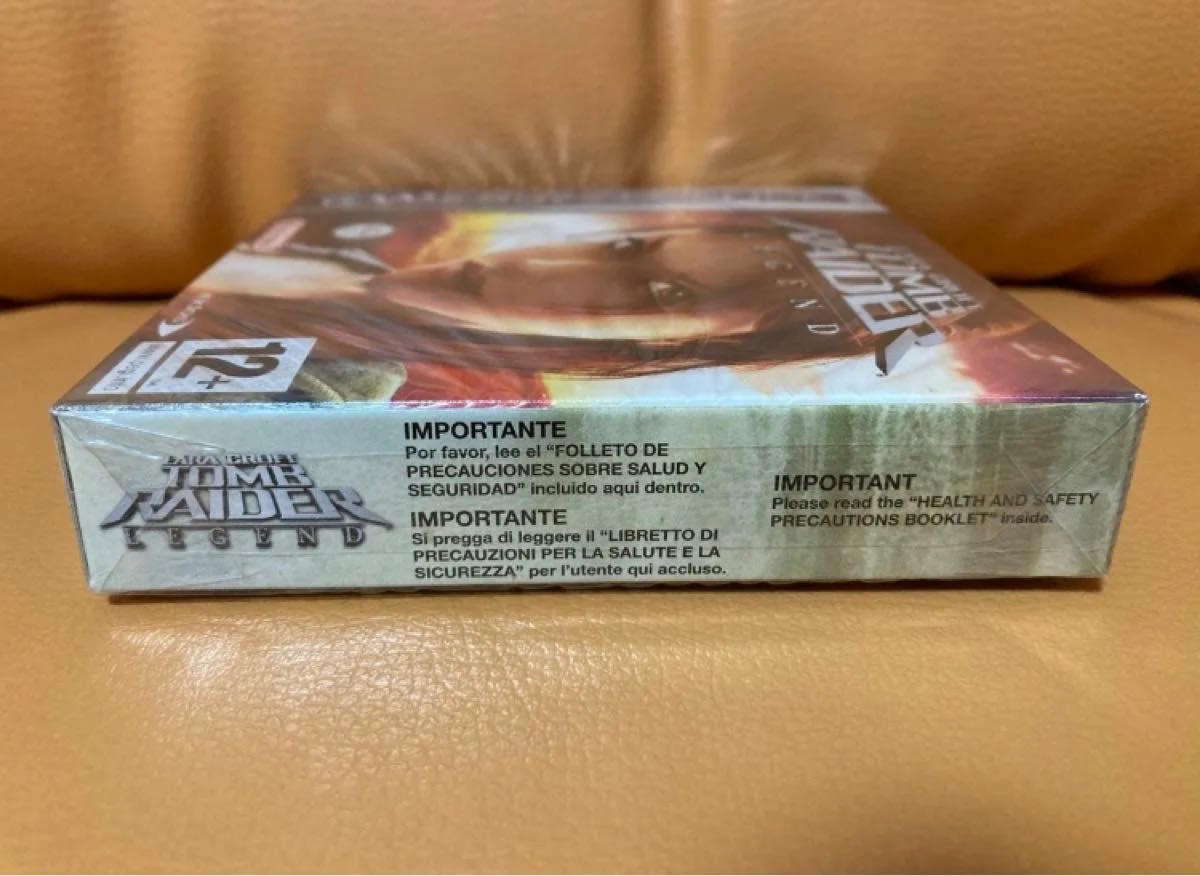 TOMB
RAIDER
LEGEND
12+
LARA CROFT
TOMB
RAIDER
LEGEND
IMPORTANTE
Por favor, lee el “FOLLETO DE
PRECAUCIONES SOBRE SALUD Y
SEGURIDAD” incluido aqui dentro.
IMPORTANTE
Si pregga di leggere il “LIBRETTO DI
PRECAUZIONI PER LA SALUTE E LA
SICUREZZA” per l’utente qui accluso.
IMPORTANT
Please read the “HEALTH AND SAFETY
PRECAUTIONS BOOKLET” inside.